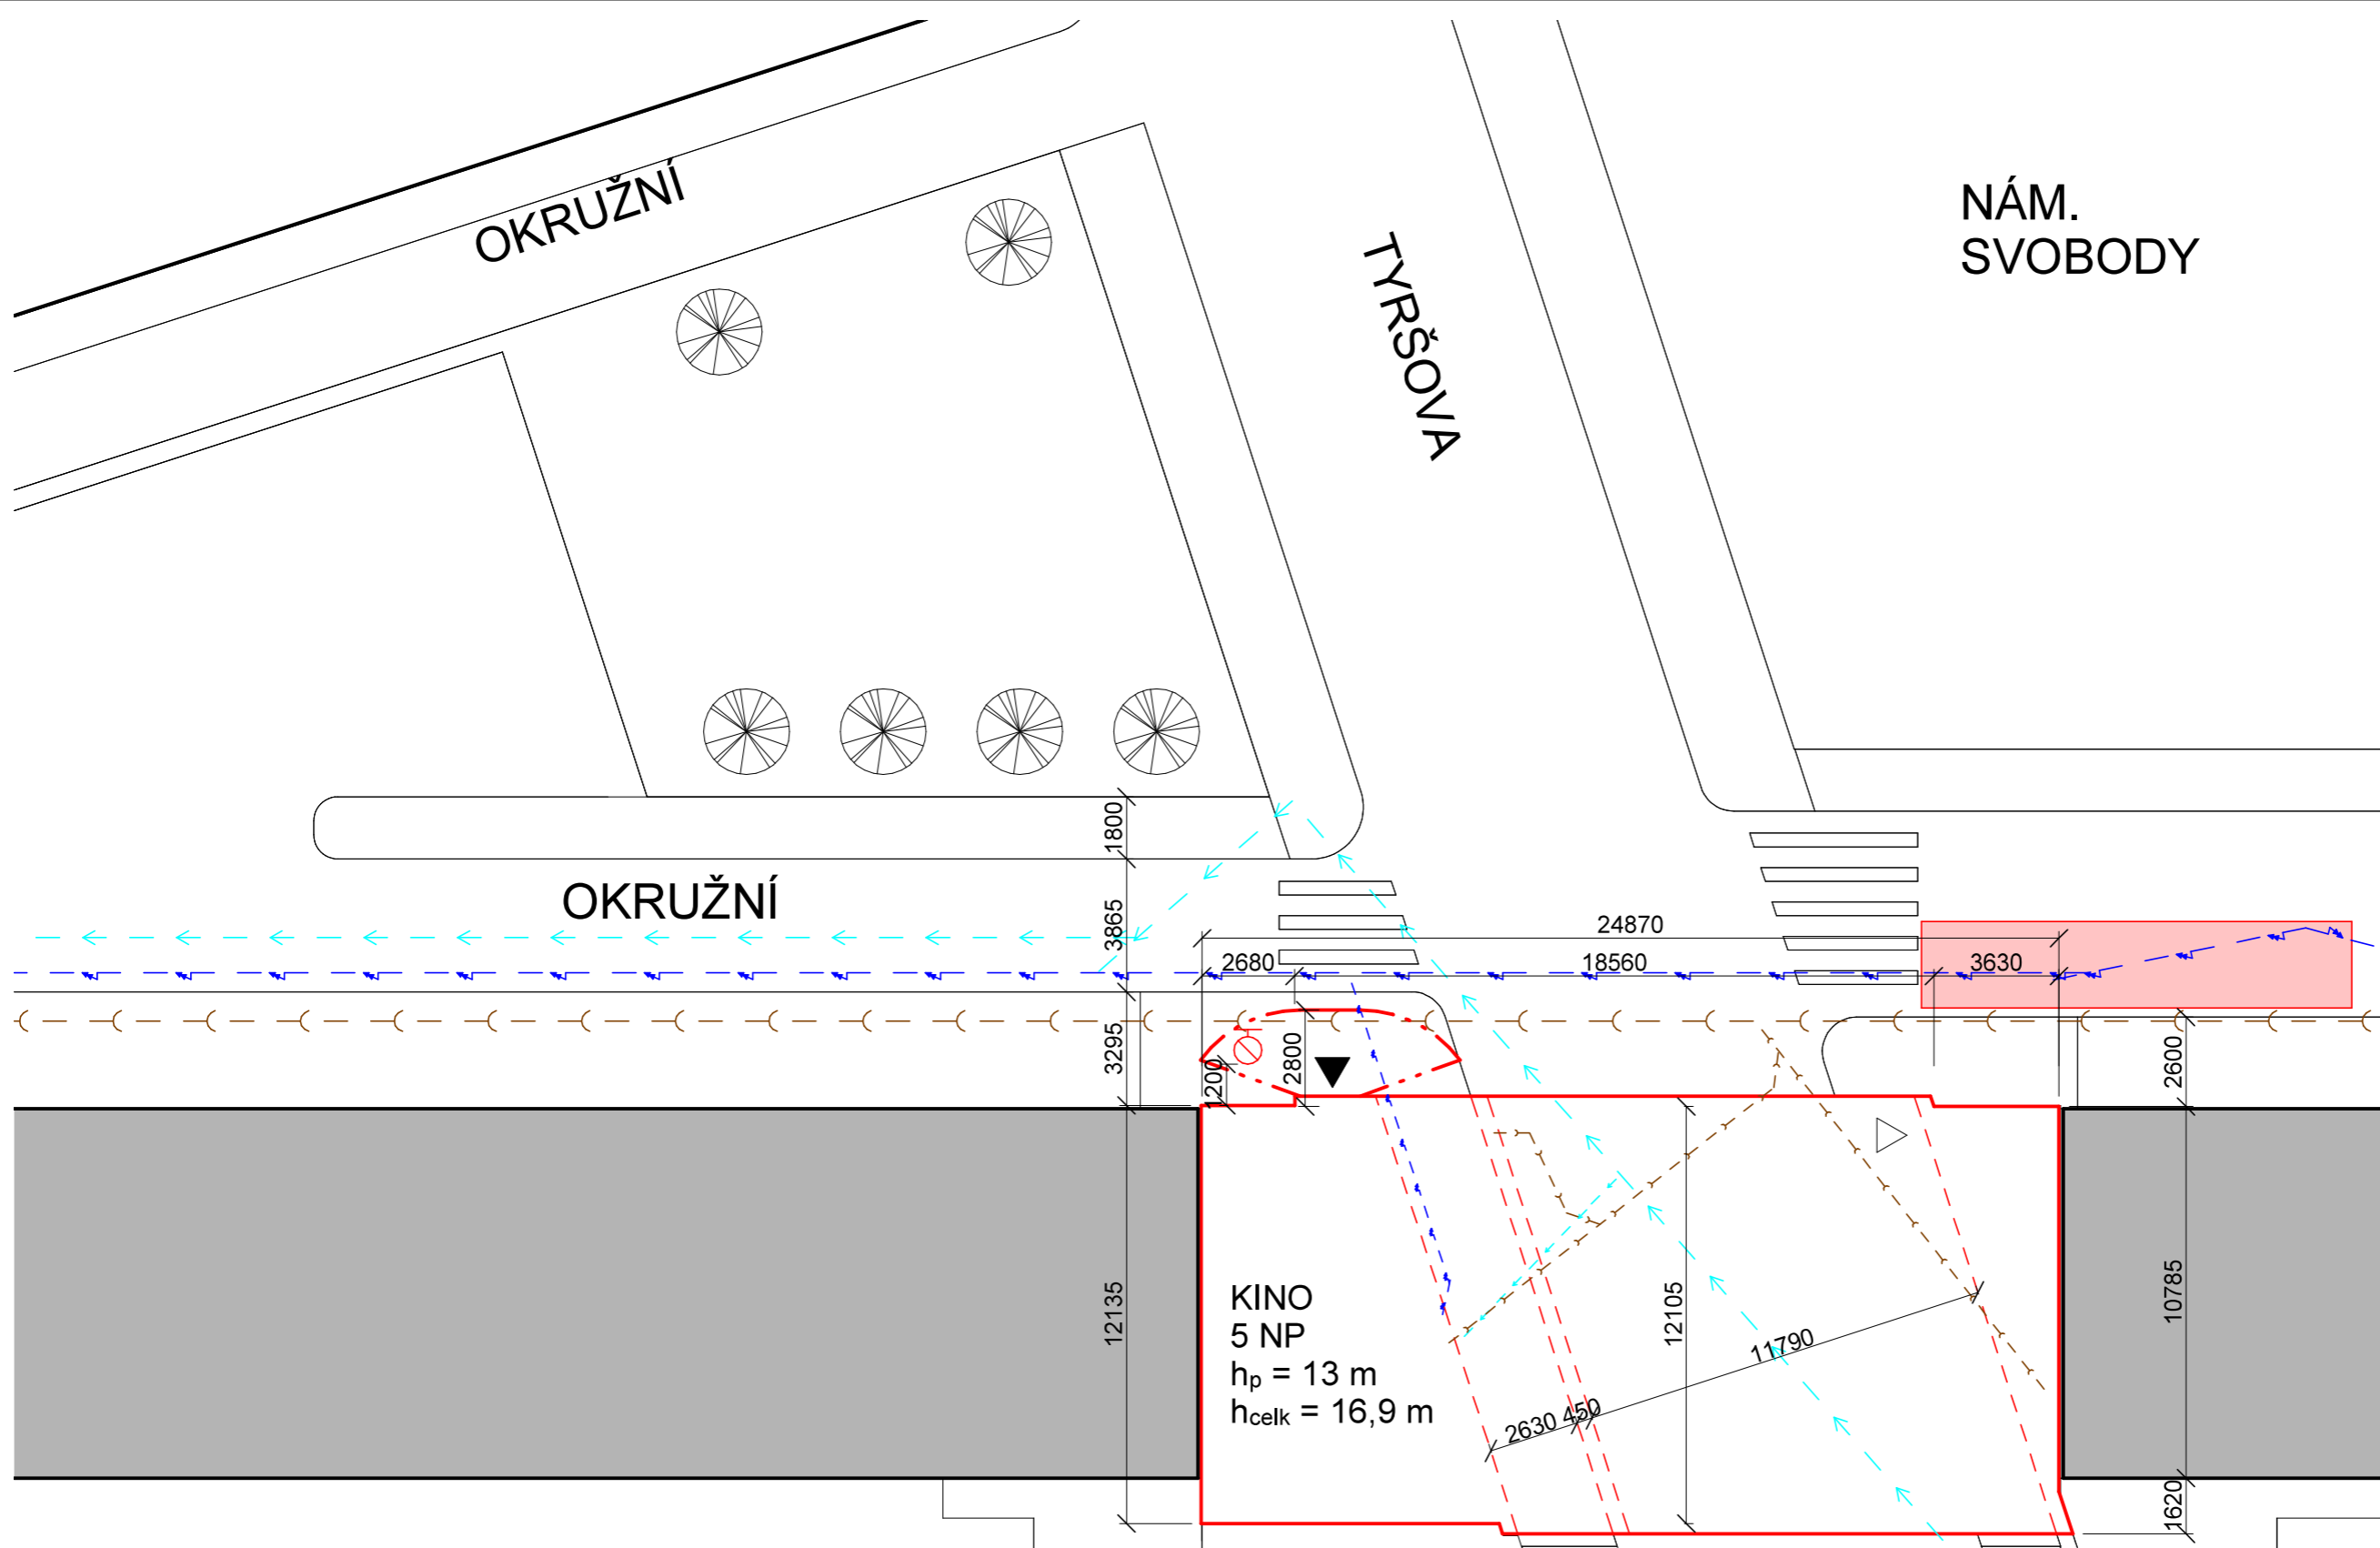 OKRUŽNÍ
TYRŠOVA
NÁM.
SVOBODY
1800
OKRUŽNÍ
3865
24870
2680
18560
3630
3295
1200
2800
2600
12135
KINO
5 NP
hp = 13 m
hcelk = 16,9 m
12105
11790
2630
450
10785
1620